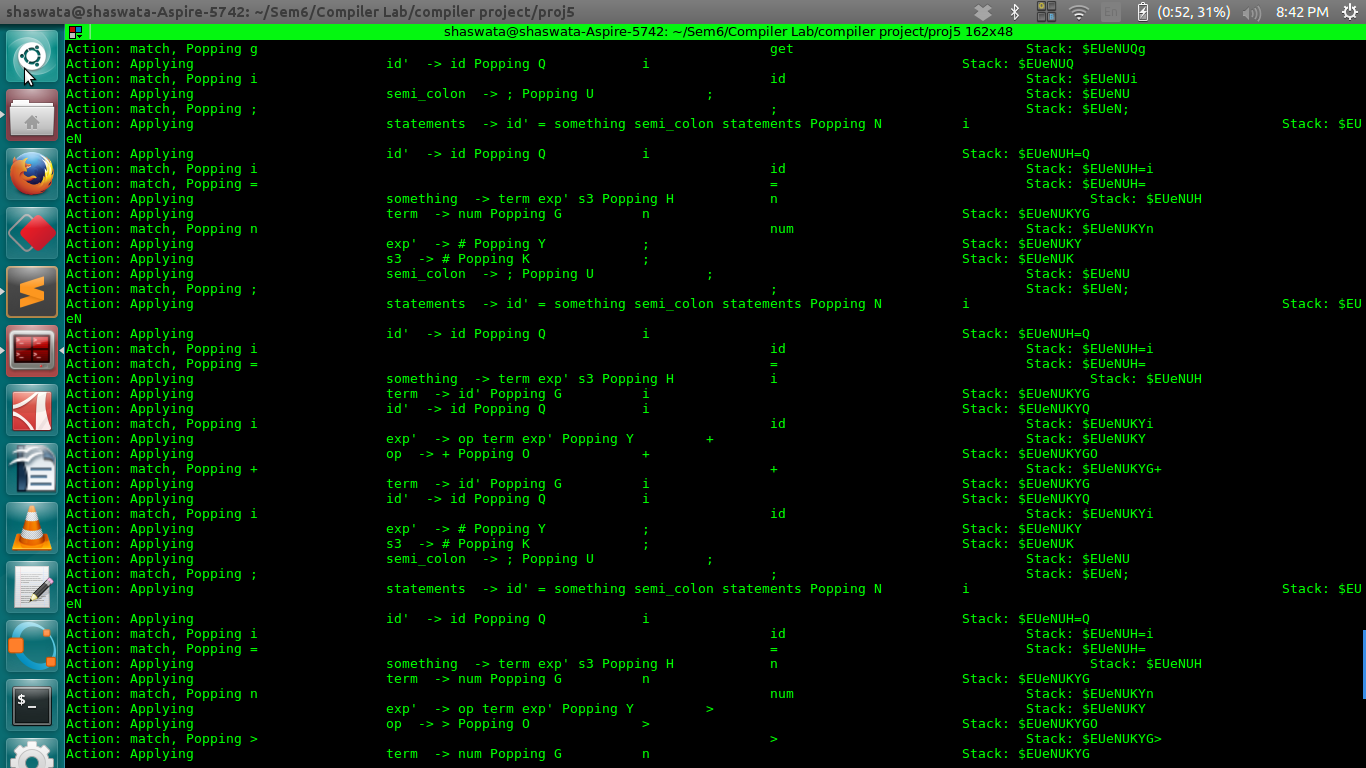 shaswata@shaswata-Aspire-5742: ~/Sem6/Compiler Lab/compiler project/proj5 En (0:52, 31%) 8:42 PM
shaswata@shaswata-Aspire-5742: ~/Sem6/Compiler Lab/compiler project/proj5 162x48
Action: match, Popping g get Stack: $EUeNUQg
Action: Applying id' -> id Popping Q i Stack: $EUeNUQ
Action: match, Popping i id Stack: $EUeNUi
Action: Applying semi_colon -> ; Popping U ; Stack: $EUeNU
Action: match, Popping ; ; Stack: $EUeN;
Action: Applying statements -> id' = something semi_colon statements Popping N i Stack: $EU
eN
Action: Applying id' -> id Popping Q i Stack: $EUeNUH=Q
Action: match, Popping i id Stack: $EUeNUH=i
Action: match, Popping = = Stack: $EUeNUH=
Action: Applying something -> term exp' s3 Popping H n Stack: $EUeNUH
Action: Applying term -> num Popping G n Stack: $EUeNUKYG
Action: match, Popping n num Stack: $EUeNUKYn
Action: Applying exp' -> # Popping Y ; Stack: $EUeNUKY
Action: Applying s3 -> # Popping K ; Stack: $EUeNUK
Action: Applying semi_colon -> ; Popping U ; Stack: $EUeNU
Action: match, Popping ; ; Stack: $EUeN;
Action: Applying statements -> id' = something semi_colon statements Popping N i Stack: $EU
eN
Action: Applying id' -> id Popping Q i Stack: $EUeNUH=Q
Action: match, Popping i id Stack: $EUeNUH=i
Action: match, Popping = = Stack: $EUeNUH=
Action: Applying something -> term exp' s3 Popping H i Stack: $EUeNUH
Action: Applying term -> id' Popping G i Stack: $EUeNUKYG
Action: Applying id' -> id Popping Q i Stack: $EUeNUKYQ
Action: match, Popping i id Stack: $EUeNUKYi
Action: Applying exp' -> op term exp' Popping Y + Stack: $EUeNUKY
Action: Applying op -> + Popping O + Stack: $EUeNUKYGO
Action: match, Popping + + Stack: $EUeNUKYG+
Action: Applying term -> id' Popping G i Stack: $EUeNUKYG
Action: Applying id' -> id Popping Q i Stack: $EUeNUKYQ
Action: match, Popping i id Stack: $EUeNUKYi
Action: Applying exp' -> # Popping Y ; Stack: $EUeNUKY
Action: Applying s3 -> # Popping K ; Stack: $EUeNUK
Action: Applying semi_colon -> ; Popping U ; Stack: $EUeNU
Action: match, Popping ; ; Stack: $EUeN;
Action: Applying statements -> id' = something semi_colon statements Popping N i Stack: $EU
eN
Action: Applying id' -> id Popping Q i Stack: $EUeNUH=Q
Action: match, Popping i id Stack: $EUeNUH=i
Action: match, Popping = = Stack: $EUeNUH=
Action: Applying something -> term exp' s3 Popping H n Stack: $EUeNUH
Action: Applying term -> num Popping G n Stack: $EUeNUKYG
Action: match, Popping n num Stack: $EUeNUKYn
Action: Applying exp' -> op term exp' Popping Y > Stack: $EUeNUKY
Action: Applying op -> > Popping O > Stack: $EUeNUKYGO
Action: match, Popping > > Stack: $EUeNUKYG>
Action: Applying term -> num Popping G n Stack: $EUeNUKYG